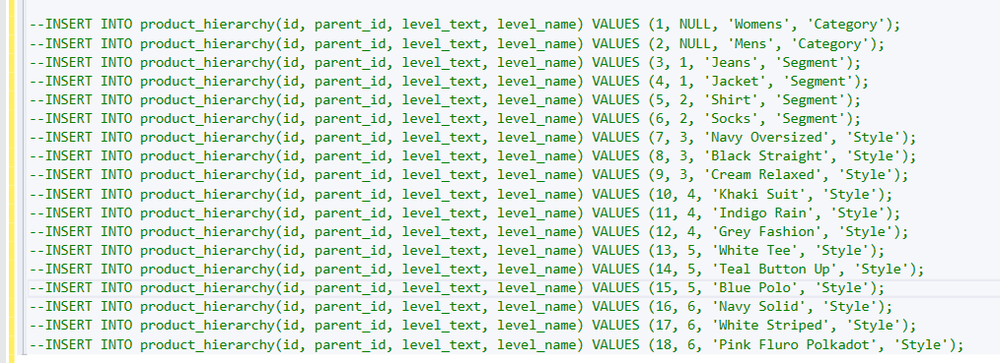 --INSERT INTO product_hierarchy(id, parent_id, level_text, level_name) VALUES (1, NULL, 'Womens', 'Category');
--INSERT INTO product_hierarchy(id, parent_id, level_text, level_name) VALUES (2, NULL, 'Mens', 'Category');
--INSERT INTO product_hierarchy(id, parent_id, level_text, level_name) VALUES (3, 1, 'Jeans', 'Segment');
--INSERT INTO product_hierarchy(id, parent_id, level_text, level_name) VALUES (4, 1, 'Jacket', 'Segment');
--INSERT INTO product_hierarchy(id, parent_id, level_text, level_name) VALUES (5, 2, 'Shirt', 'Segment');
--INSERT INTO product_hierarchy(id, parent_id, level_text, level_name) VALUES (6, 2, 'Socks', 'Segment');
--INSERT INTO product_hierarchy(id, parent_id, level_text, level_name) VALUES (7, 3, 'Navy Oversized', 'Style');
--INSERT INTO product_hierarchy(id, parent_id, level_text, level_name) VALUES (8, 3, 'Black Straight', 'Style');
--INSERT INTO product_hierarchy(id, parent_id, level_text, level_name) VALUES (9, 3, 'Cream Relaxed', 'Style');
--INSERT INTO product_hierarchy(id, parent_id, level_text, level_name) VALUES (10, 4, 'Khaki Suit', 'Style');
--INSERT INTO product_hierarchy(id, parent_id, level_text, level_name) VALUES (11, 4, 'Indigo Rain', 'Style');
--INSERT INTO product_hierarchy(id, parent_id, level_text, level_name) VALUES (12, 4, 'Grey Fashion', 'Style');
--INSERT INTO product_hierarchy(id, parent_id, level_text, level_name) VALUES (13, 5, 'White Tee', 'Style');
--INSERT INTO product_hierarchy(id, parent_id, level_text, level_name) VALUES (14, 5, 'Teal Button Up', 'Style');
--INSERT INTO product_hierarchy(id, parent_id, level_text, level_name) VALUES (15, 5, 'Blue Polo', 'Style');
--INSERT INTO product_hierarchy(id, parent_id, level_text, level_name) VALUES (16, 6, 'Navy Solid', 'Style');
--INSERT INTO product_hierarchy(id, parent_id, level_text, level_name) VALUES (17, 6, 'White Striped', 'Style');
--INSERT INTO product_hierarchy(id, parent_id, level_text, level_name) VALUES (18, 6, 'Pink Fluro Polkadot', 'Style');